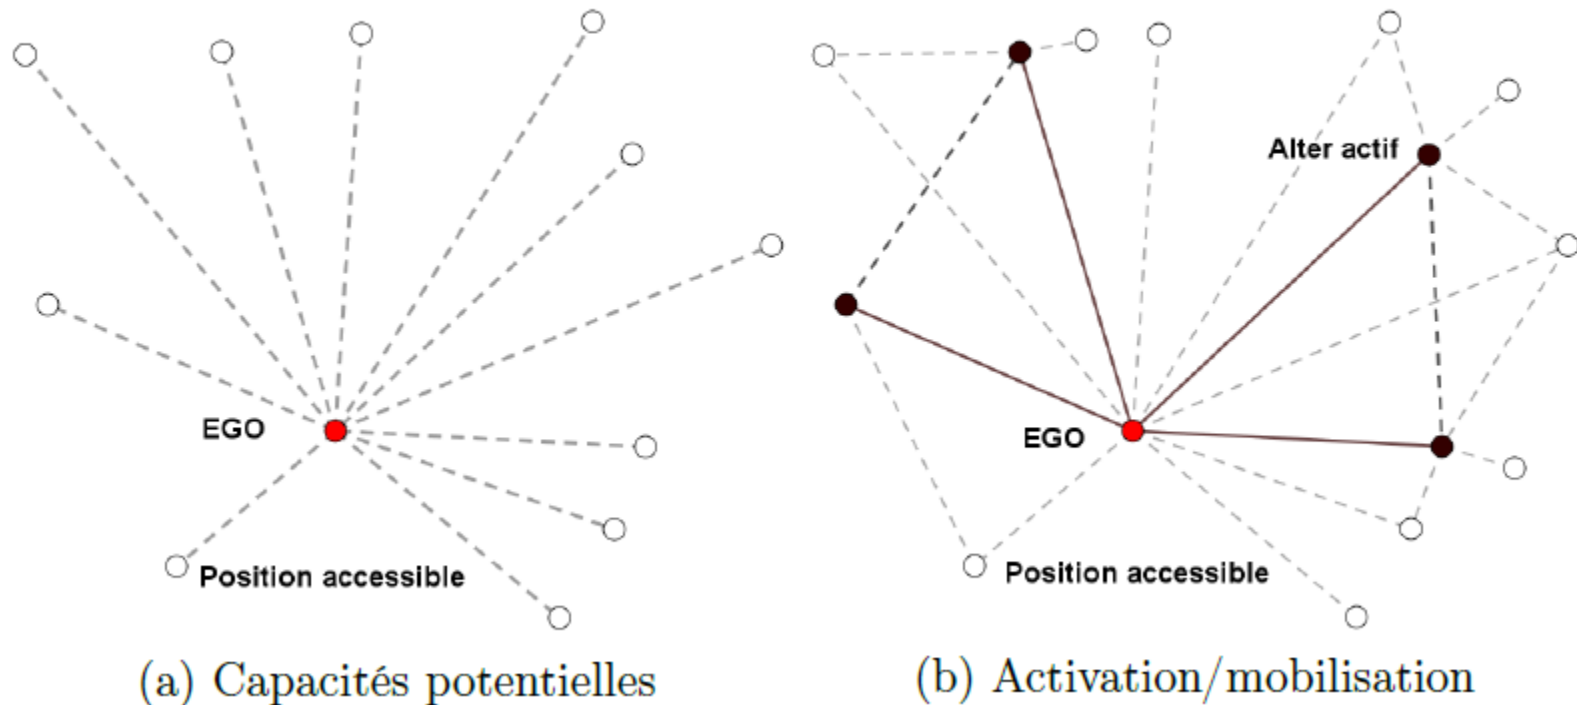 EGO
Position accessible
(a) Capacités potentielles
Alter actif
EGO
Position accessible
(b) Activation/mobilisation